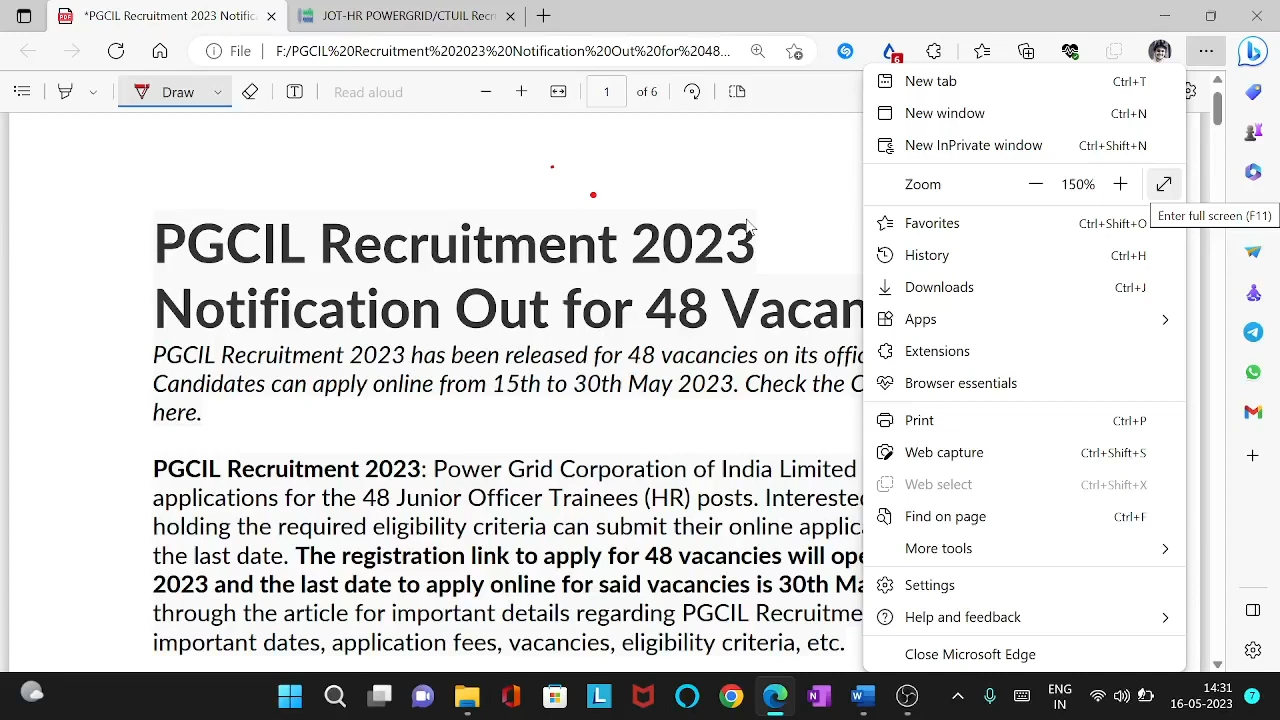 *PGCIL Recruitment 2023 Notific
JOT-HR POWERGRID/CTUIL Recr
File
F:/PGCIL%20Recruitment%202023%20Notification%20Out%20for%2048...
6
Draw
Read aloud
1
of 6
PGCIL Recruitment 2023
Notification Out for 48 Vacan
PGCIL Recruitment 2023 has been released for 48 vacancies on its offic
Candidates can apply online from 15th to 30th May 2023. Check the
here.
PGCIL Recruitment 2023: Power Grid Corporation of India Limited
applications for the 48 Junior Officer Trainees (HR) posts. Interested
holding the required eligibility criteria can submit their online applic
the last date. The registration link to apply for 48 vacancies will ope
2023 and the last date to apply online for said vacancies is 30th Ma
through the article for important details regarding PGCIL Recruitme
important dates, application fees, vacancies, eligibility criteria, etc.
New tab Ctrl+T
New window Ctrl+N
New InPrivate window Ctrl+Shift+N
Zoom 150%
Enter full screen (F11)
Favorites Ctrl+Shift+O
History Ctrl+H
Downloads Ctrl+J
Apps
Extensions
Browser essentials
Print Ctrl+P
Web capture Ctrl+Shift+S
Web select Ctrl+Shift+X
Find on page Ctrl+F
More tools
Settings
Help and feedback
Close Microsoft Edge
ENG
IN
14:31
16-05-2023
7